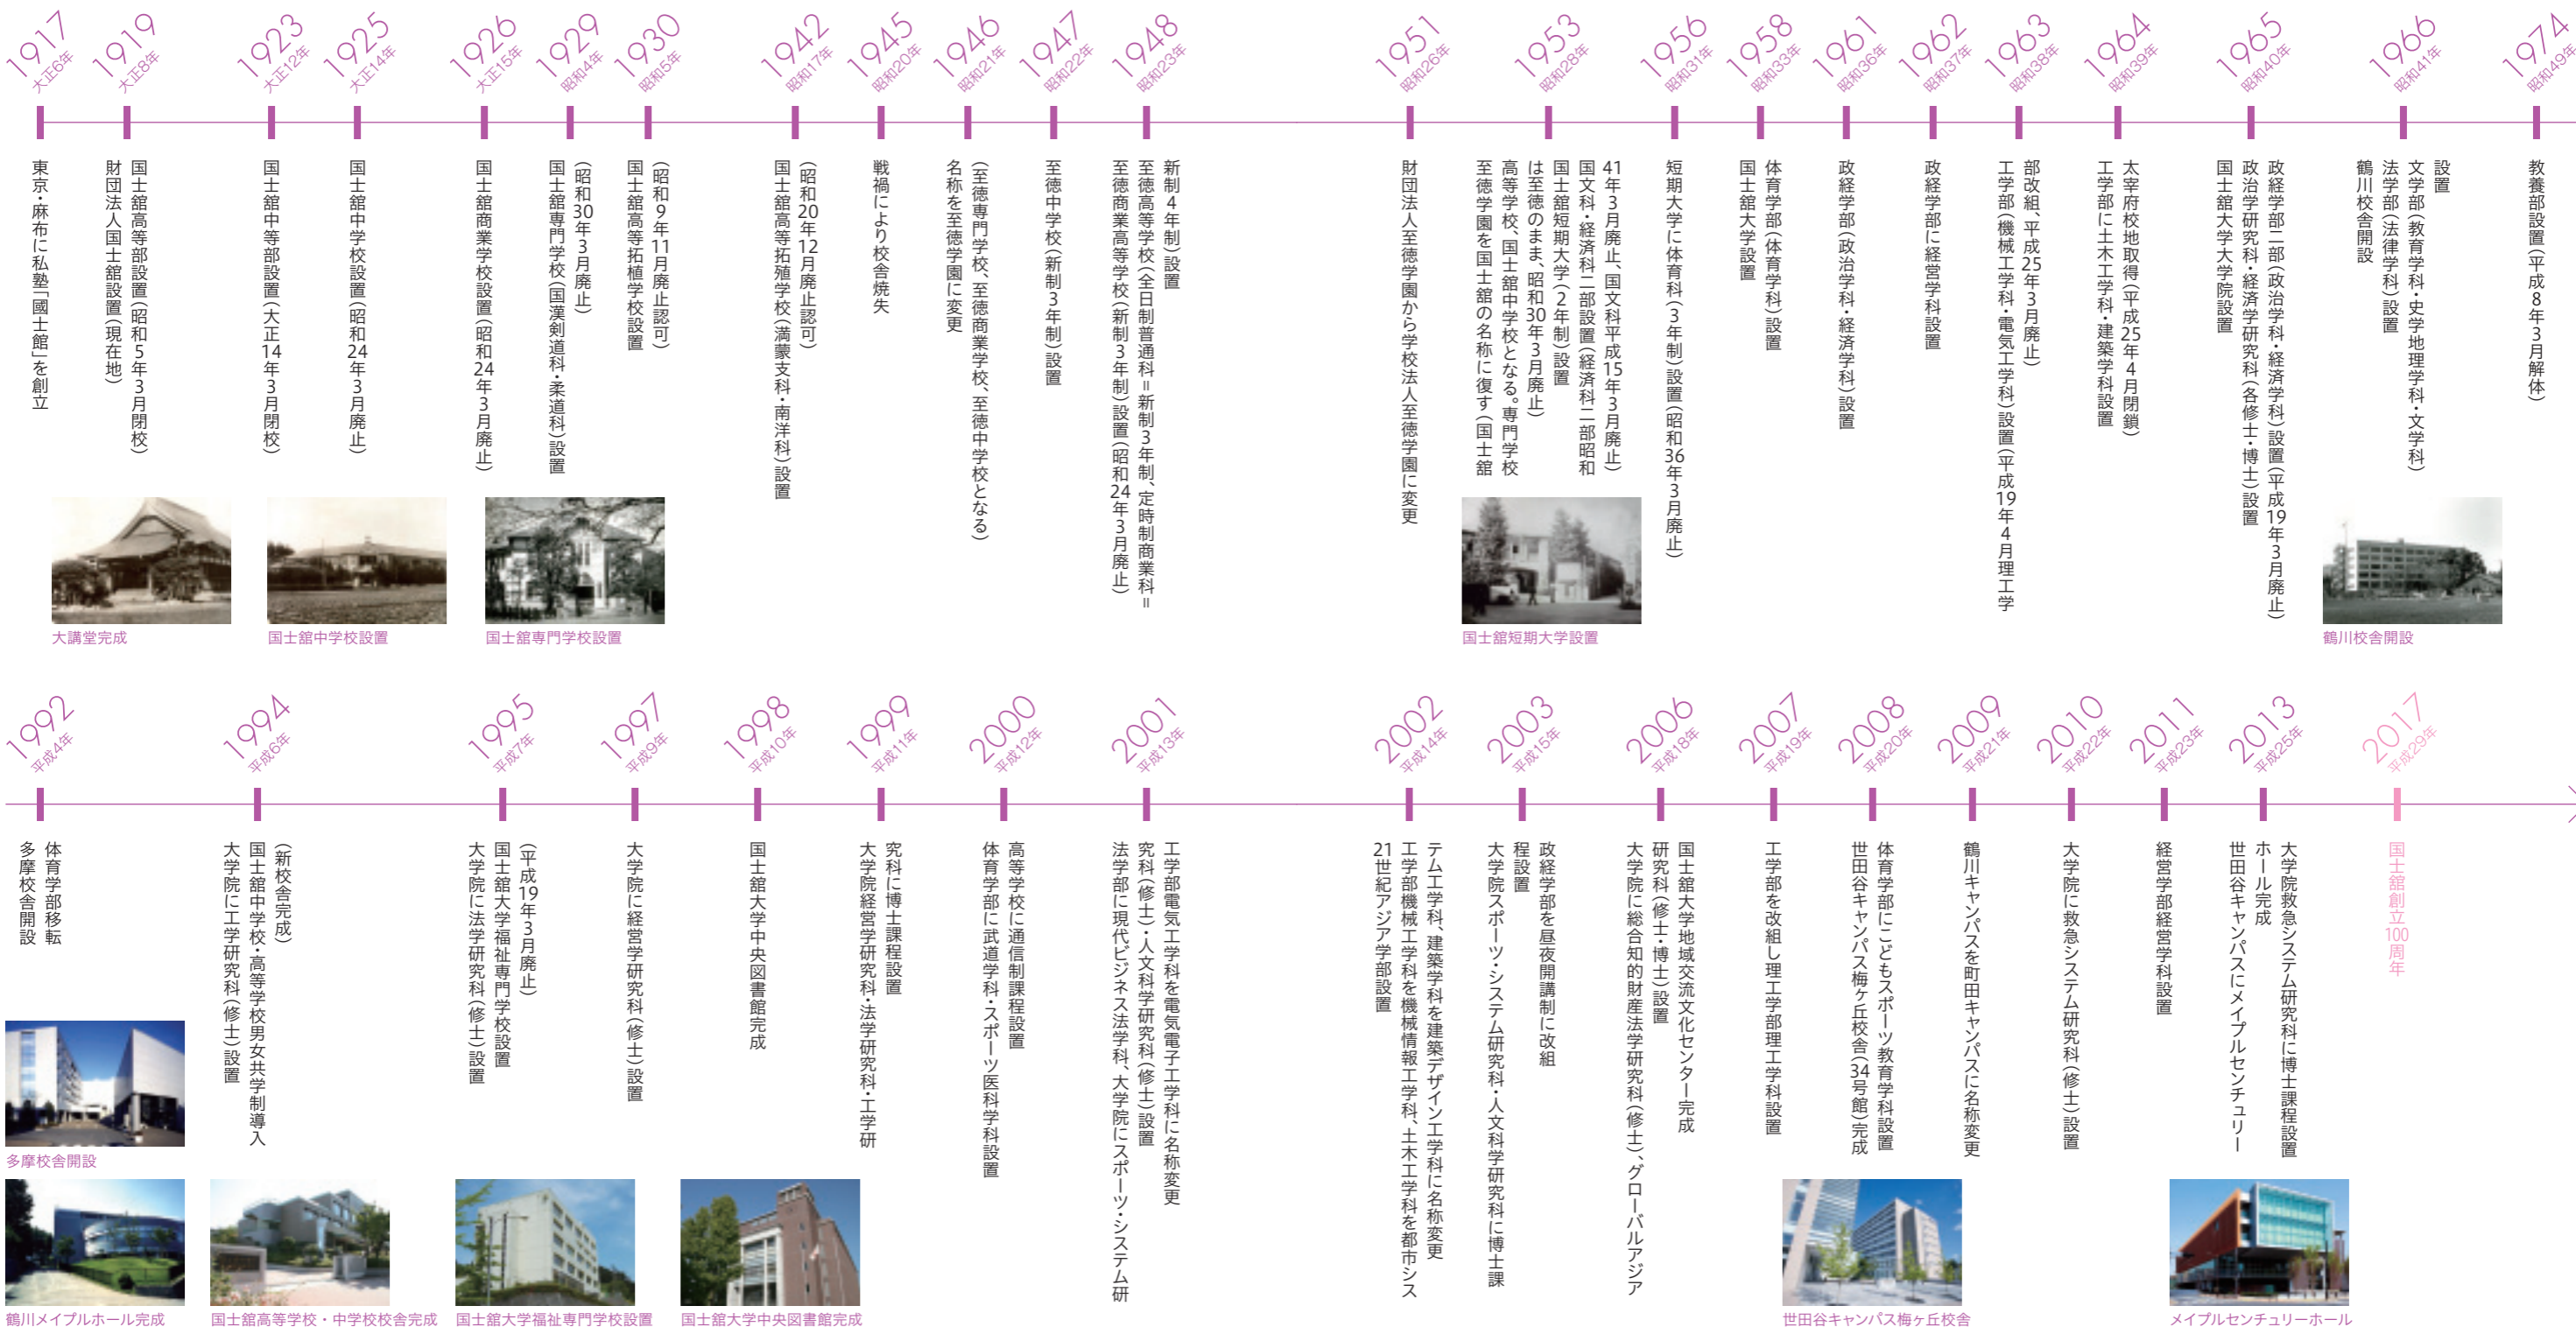 1917
大正6年
東京・麻布に私塾「國士館」を創立
1919
大正8年
財団法人国士舘設置(現在地)
国士舘高等部設置(昭和5年3月閉校)
1923
大正12年
国士舘中等部設置(大正14年3月閉校)
1925
大正14年
国士舘中学校設置(昭和24年3月廃止)
1926
大正15年
国士舘商業学校設置(昭和24年3月廃止)
1929
昭和4年
国士舘専門学校(国漢剣道科・柔道科)設置
(昭和30年3月廃止)
1930
昭和5年
国士舘高等拓植学校設置
(昭和9年11月廃止認可)
1942
昭和17年
国士舘高等拓殖学校(満蒙支科・南洋科)設置
(昭和20年12月廃止認可)
1945
昭和20年
戦禍により校舎焼失
1946
昭和21年
名称を至徳学園に変更
(至徳専門学校、至徳商業学校、至徳中学校となる)
1947
昭和22年
至徳中学校(新制3年制)設置
1948
昭和23年
至徳商業高等学校(新制3年制)設置(昭和24年3月廃止)
至徳高等学校(全日制普通科=新制3年制、定時制商業科=
新制4年制)設置
1951
昭和26年
財団法人至徳学園から学校法人至徳学園に変更
1953
昭和28年
至徳学園を国士舘の名称に復す(国士舘
高等学校、国士舘中学校となる。専門学校
は至徳のまま、昭和30年3月廃止)
国士舘短期大学(2年制)設置
国文科・経済科二部設置(経済科二部昭和
41年3月廃止、国文科平成15年3月廃止)
1956
昭和31年
短期大学に体育科(3年制)設置(昭和36年3月廃止)
1958
昭和33年
国士舘大学設置
体育学部(体育学科)設置
1961
昭和36年
政経学部(政治学科・経済学科)設置
1962
昭和37年
政経学部に経営学科設置
1963
昭和38年
工学部(機械工学科・電気工学科)設置(平成19年4月理工学
部改組、平成25年3月廃止)
1964
昭和39年
工学部に土木工学科・建築学科設置
太宰府校地取得(平成25年4月閉鎖)
1965
昭和40年
国士舘大学大学院設置
政治学研究科・経済学研究科(各修士・博士)設置
政経学部二部(政治学科・経済学科)設置(平成19年3月廃止)
1966
昭和41年
鶴川校舎開設
法学部(法律学科)設置
文学部(教育学科・史学地理学科・文学科)
設置
1974
昭和49年
教養部設置(平成8年3月解体)
大講堂完成
国士舘中学校設置
国士舘専門学校設置
国士舘短期大学設置
鶴川校舎開設
1992
平成4年
多摩校舎開設
体育学部移転
1994
平成6年
大学院に工学研究科(修士)設置
国士舘中学校・高等学校男女共学制導入
(新校舎完成)
1995
平成7年
大学院に法学研究科(修士)設置
国士舘大学福祉専門学校設置
(平成19年3月廃止)
1997
平成9年
大学院に経営学研究科(修士)設置
1998
平成10年
国士舘大学中央図書館完成
1999
平成11年
大学院経営学研究科・法学研究科・工学研
究科に博士課程設置
2000
平成12年
体育学部に武道学科・スポーツ医科学科設置
高等学校に通信制課程設置
2001
平成13年
法学部に現代ビジネス法学科、大学院にスポーツ・システム研
究科(修士)・人文科学研究科(修士)設置
工学部電気工学科を電気電子工学科に名称変更
2002
平成14年
21世紀アジア学部設置
工学部機械工学科を機械情報工学科、土木工学科を都市シス
テム工学科、建築学科を建築デザイン工学科に名称変更
2003
平成15年
大学院スポーツ・システム研究科・人文科学研究科に博士課
程設置
政経学部を昼夜開講制に改組
2006
平成18年
大学院に総合知的財産法学研究科(修士)、グローバルアジア
研究科(修士・博士)設置
国士舘大学地域交流文化センター完成
2007
平成19年
工学部を改組し理工学部理工学科設置
2008
平成20年
世田谷キャンパス梅ヶ丘校舎(34号館)完成
体育学部にこどもスポーツ教育学科設置
2009
平成21年
鶴川キャンパスを町田キャンパスに名称変更
2010
平成22年
大学院に救急システム研究科(修士)設置
2011
平成23年
経営学部経営学科設置
2013
平成25年
世田谷キャンパスにメイプルセンチュリー
ホール完成
大学院救急システム研究科に博士課程設置
2017
平成29年
国士舘創立100周年
多摩校舎開設
鶴川メイプルホール完成
国士舘高等学校・中学校校舎完成
国士舘大学福祉専門学校設置
国士舘大学中央図書館完成
世田谷キャンパス梅ヶ丘校舎
メイプルセンチュリーホール